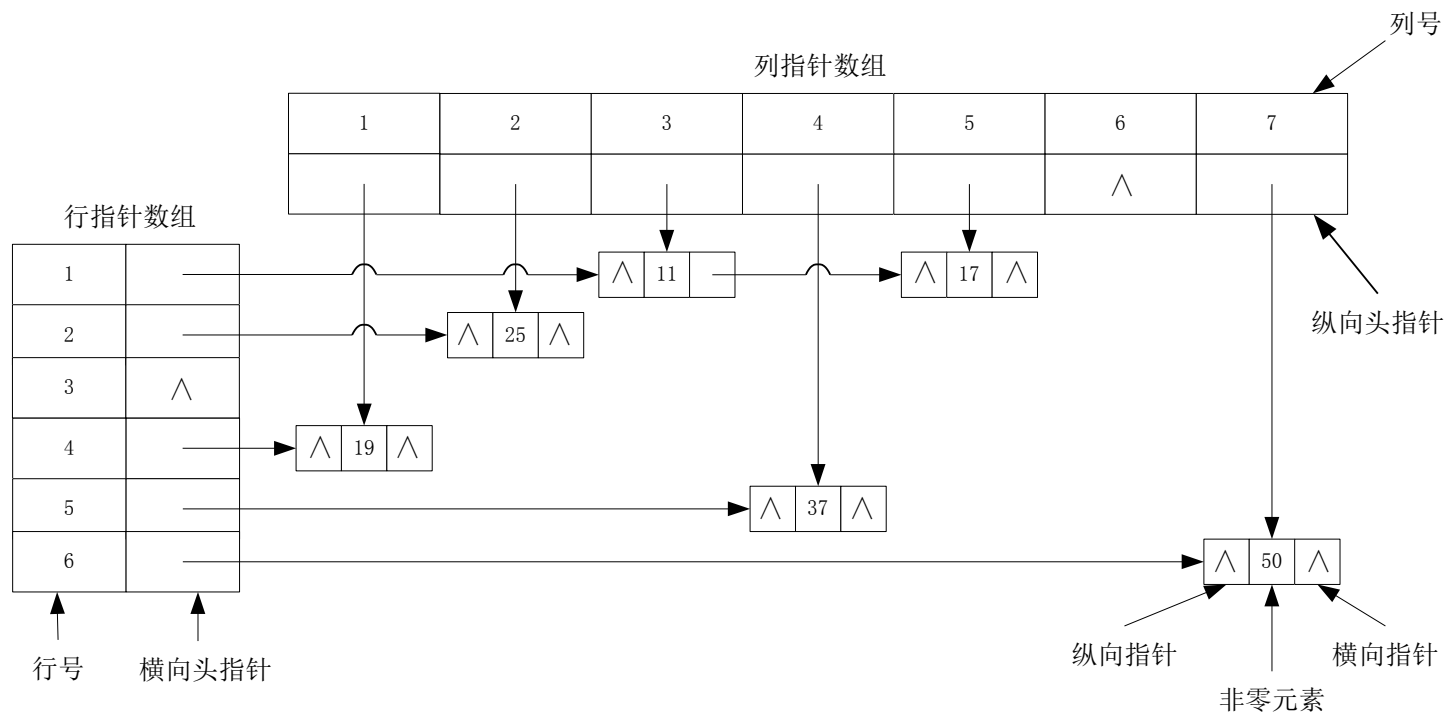 列号
列指针数组
1 2 3 4 5 6 7
∧
行指针数组
1
∧ 11
∧ 17 ∧
纵向头指针
2
∧ 25 ∧
3 ∧
4
∧ 19 ∧
5
∧ 37 ∧
6
∧ 50 ∧
行号
横向头指针
纵向指针
横向指针
非零元素